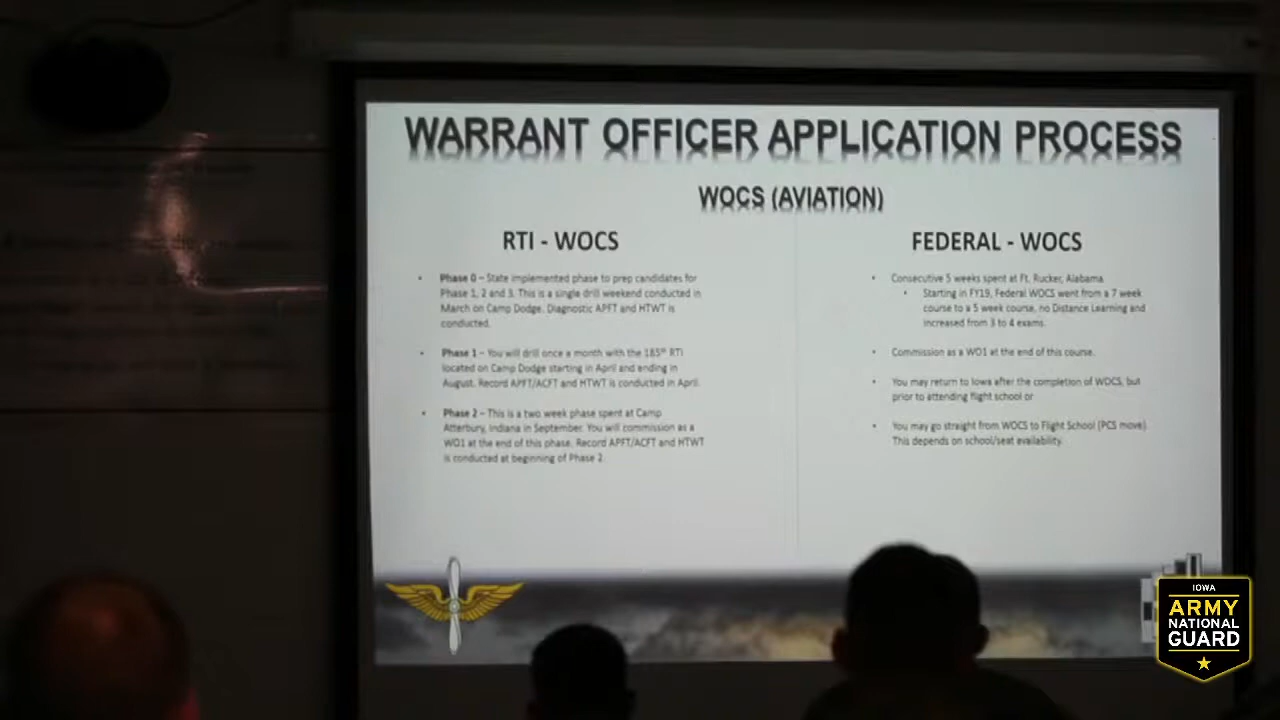 WARRANT OFFICER APPLICATION PROCESS
WOCS (AVIATION)
RTI - WOCS
• Phase 0 – State implemented phase to prep candidates for
Phase 1, 2 and 3. This is a single drill weekend conducted in
March on Camp Dodge. Diagnostic APFT and HTWT is
conducted.
• Phase 1 – You will drill once a month with the 185th RTI
located on Camp Dodge starting in April and ending in
August. Record APFT/ACFT and HTWT is conducted in April.
• Phase 2 – This is a two week phase spent at Camp
Atterbury, Indiana in September. You will commission as a
WO1 at the end of this phase. Record APFT/ACFT and HTWT
is conducted at beginning of Phase 2.
FEDERAL - WOCS
• Consecutive 5 weeks spent at Ft. Rucker, Alabama
• Starting in FY19, Federal WOCS went from a 7 week
course to a 5 week course, no Distance Learning and
increased from 3 to 4 exams.
• Commission as a WO1 at the end of this course.
• You may return to Iowa after the completion of WOCS, but
prior to attending flight school or
• You may go straight from WOCS to Flight School (PCS move).
This depends on school/seat availability.
IOWA
ARMY
NATIONAL
GUARD